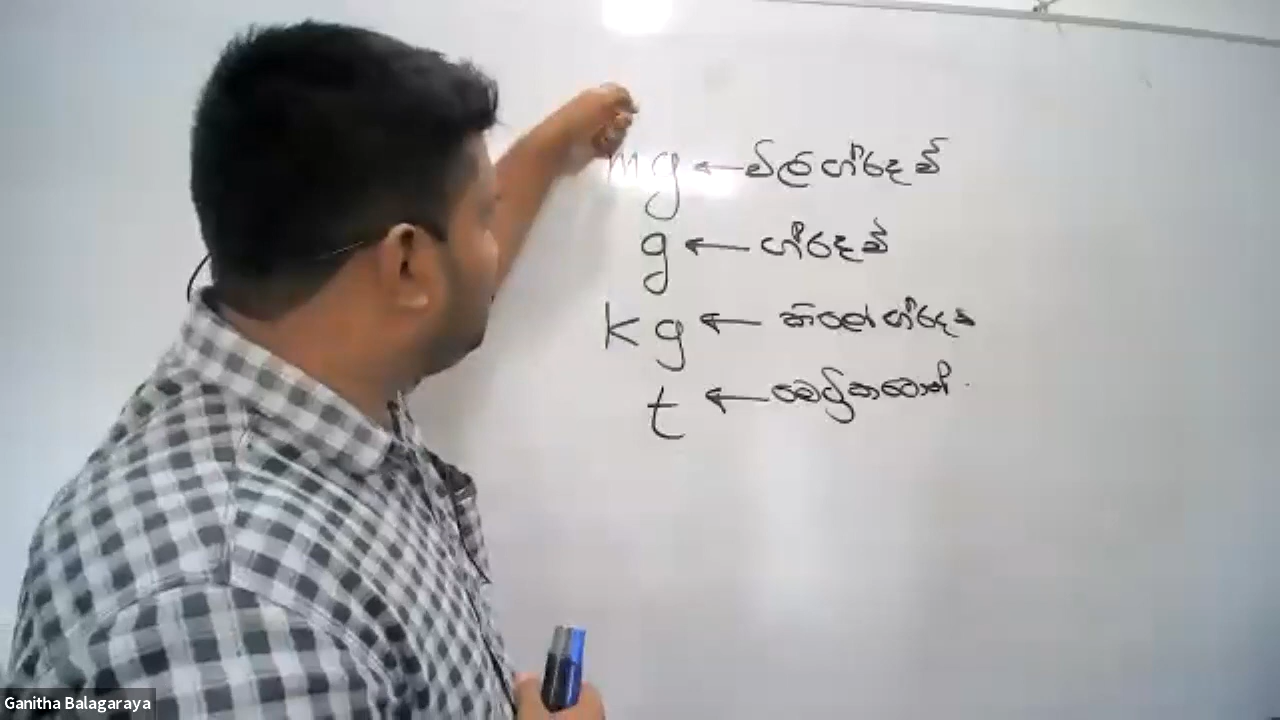 mg ← මිලිග්රෑම්
g ← ග්රෑම්
kg ← කිලෝග්රෑම්
t ← මෙට්‍රික්ටොන්
Ganitha Balagaraya